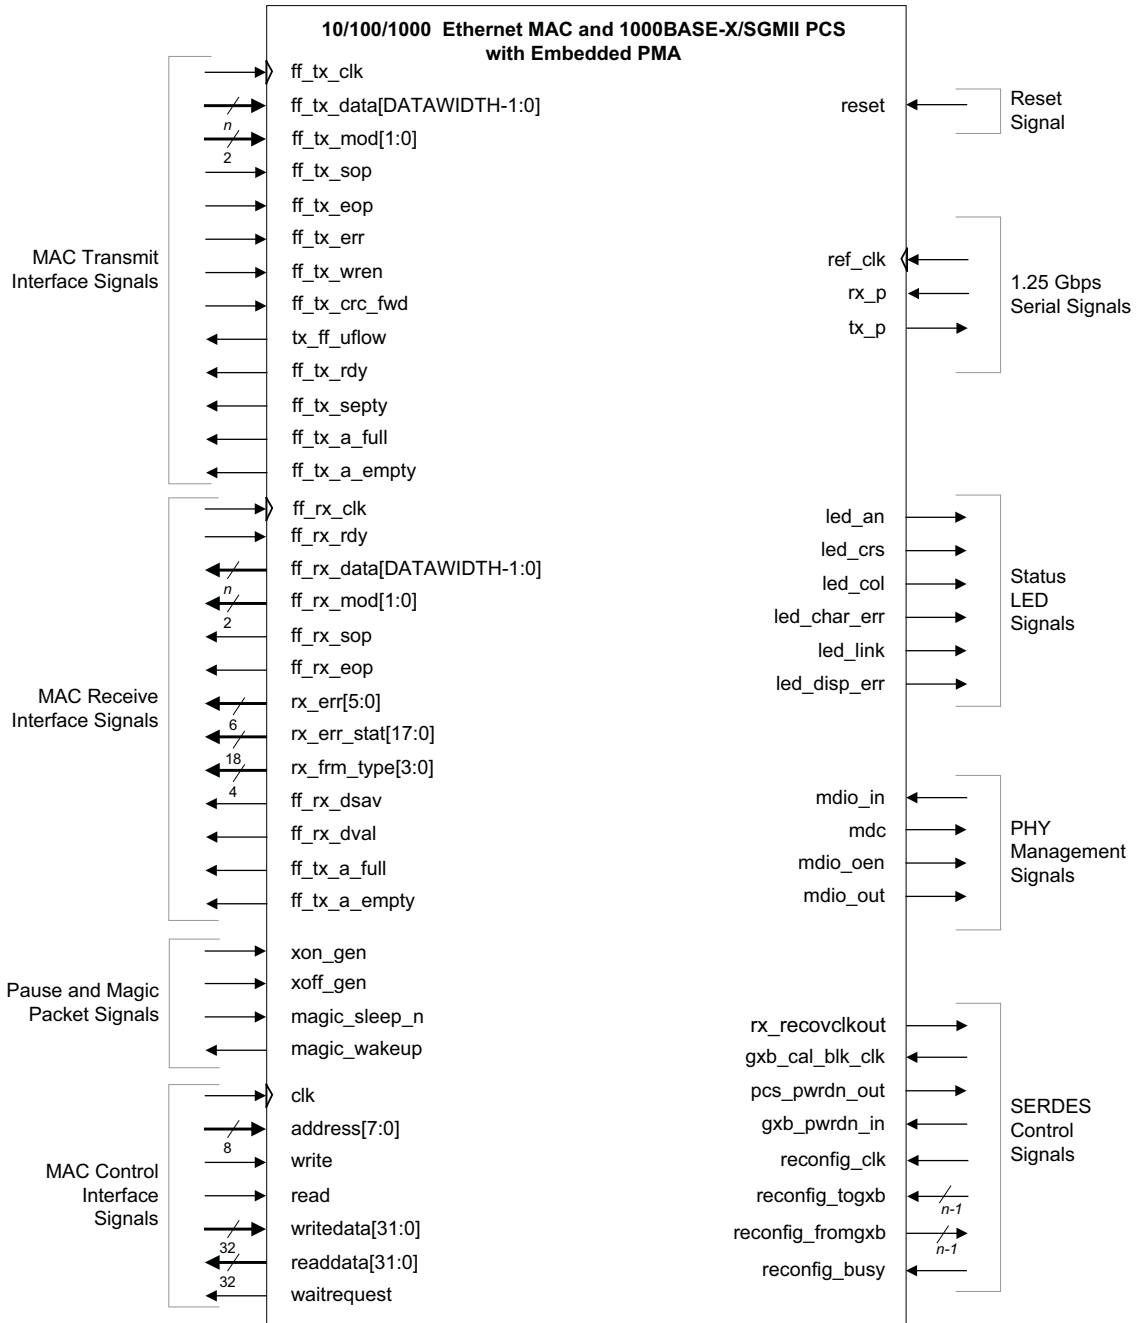 10/100/1000 Ethernet MAC and 1000BASE-X/SGMII PCS
with Embedded PMA
MAC Transmit
Interface Signals
ff_tx_clk
ff_tx_data[DATAWIDTH-1:0]
n
ff_tx_mod[1:0]
2
ff_tx_sop
ff_tx_eop
ff_tx_err
ff_tx_wren
ff_tx_crc_fwd
tx_ff_uflow
ff_tx_rdy
ff_tx_septy
ff_tx_a_full
ff_tx_a_empty
MAC Receive
Interface Signals
ff_rx_clk
ff_rx_rdy
ff_rx_data[DATAWIDTH-1:0]
n
ff_rx_mod[1:0]
2
ff_rx_sop
ff_rx_eop
rx_err[5:0]
6
rx_err_stat[17:0]
18
rx_frm_type[3:0]
4
ff_rx_dsav
ff_rx_dval
ff_tx_a_full
ff_tx_a_empty
Pause and Magic
Packet Signals
xon_gen
xoff_gen
magic_sleep_n
magic_wakeup
MAC Control
Interface
Signals
clk
address[7:0]
8
write
read
writedata[31:0]
32
readdata[31:0]
32
waitrequest
reset
Reset
Signal
ref_clk
rx_p
tx_p
1.25 Gbps
Serial Signals
led_an
led_crs
led_col
led_char_err
led_link
led_disp_err
Status
LED
Signals
mdio_in
mdc
mdio_oen
mdio_out
PHY
Management
Signals
rx_recovclkout
gxb_cal_blk_clk
pcs_pwrdn_out
gxb_pwrdn_in
reconfig_clk
reconfig_togxb
n-1
reconfig_fromgxb
n-1
reconfig_busy
SERDES
Control
Signals